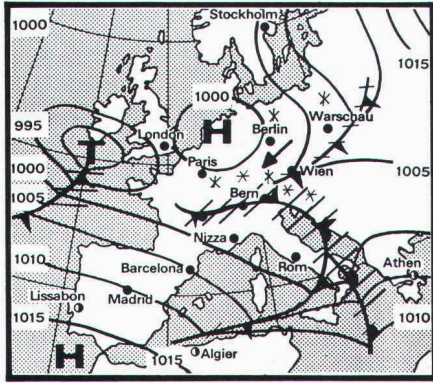 Stockholm
1000
1015
1000
995
London
H
Berlin
Warschau
T
Paris
1000
Wien
1005
1005
Bern
Nizza
1010
Barcelona
Rom
Athen
Lissabon
Madrid
1015
1010
H
1015
Algier